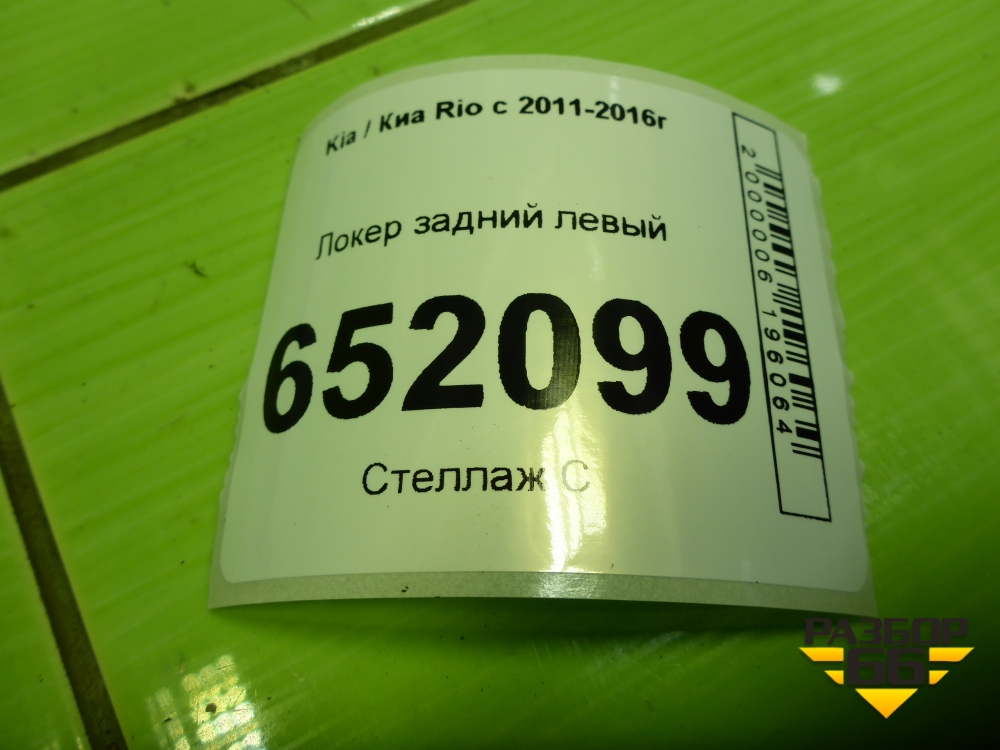 Kia / Киа Rio с 2011-2016г
Локер задний левый
652099
Стеллаж С
2000006196064
РАЗБОР
66